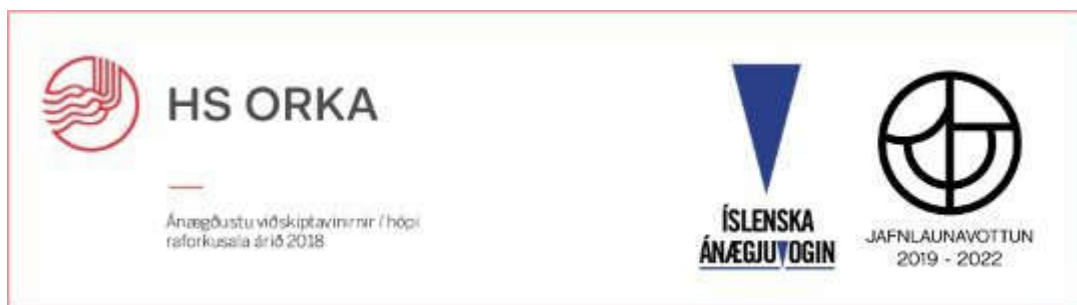 HS ORKA
Ánægðustu viðskiptavinirnir í hópi
raforkusala árið 2018
ÍSLENSKA
ÁNÆGJUVOGIN
JAFNLAUNAVOTTUN
2019 - 2022